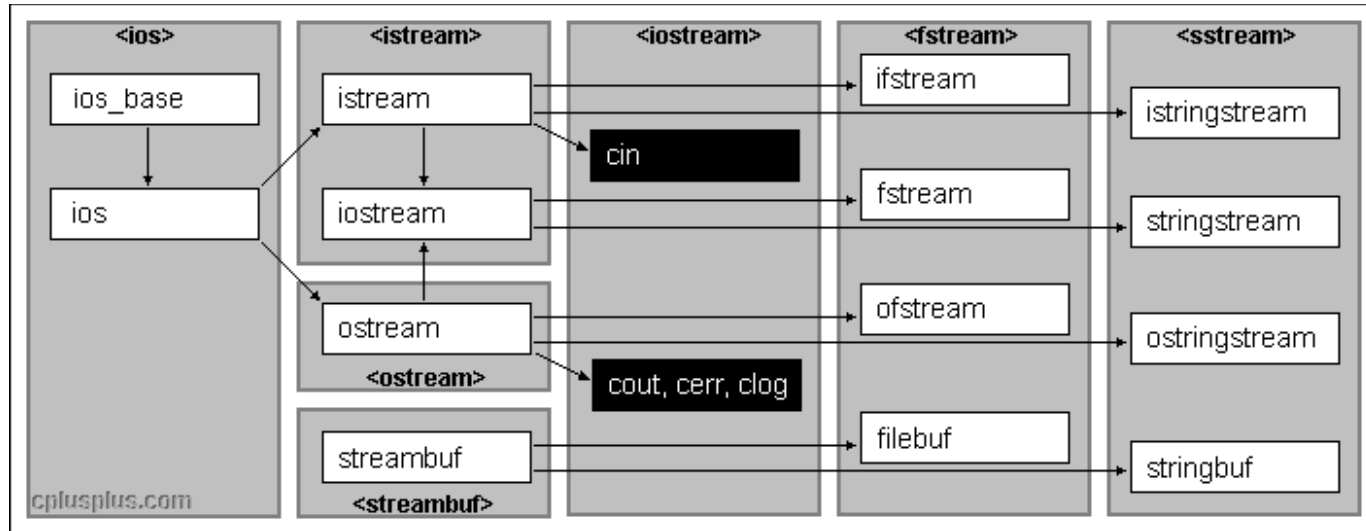 <ios>
ios_base
ios
<istream>
istream
iostream
ostream
<ostream>
streambuf
<streambuf>
<iostream>
cin
cout, cerr, clog
<fstream>
ifstream
fstream
ofstream
filebuf
<sstream>
istringstream
stringstream
ostringstream
stringbuf
cplusplus.com